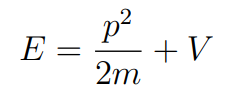 E = p²/2m + V